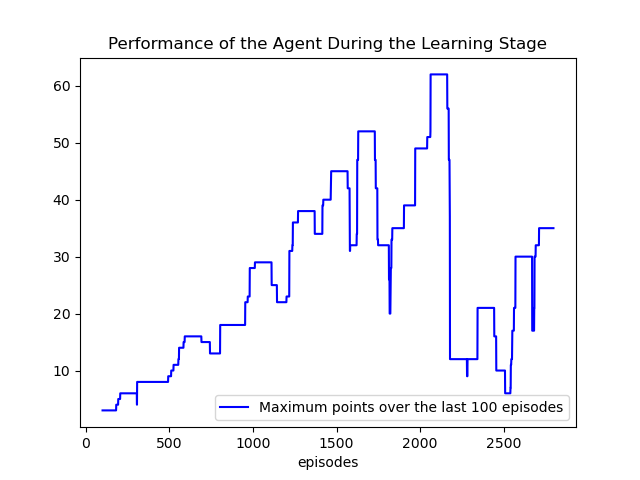 Performance of the Agent During the Learning Stage
60
50
40
30
20
10
Maximum points over the last 100 episodes
0 500 1000 1500 2000 2500
episodes